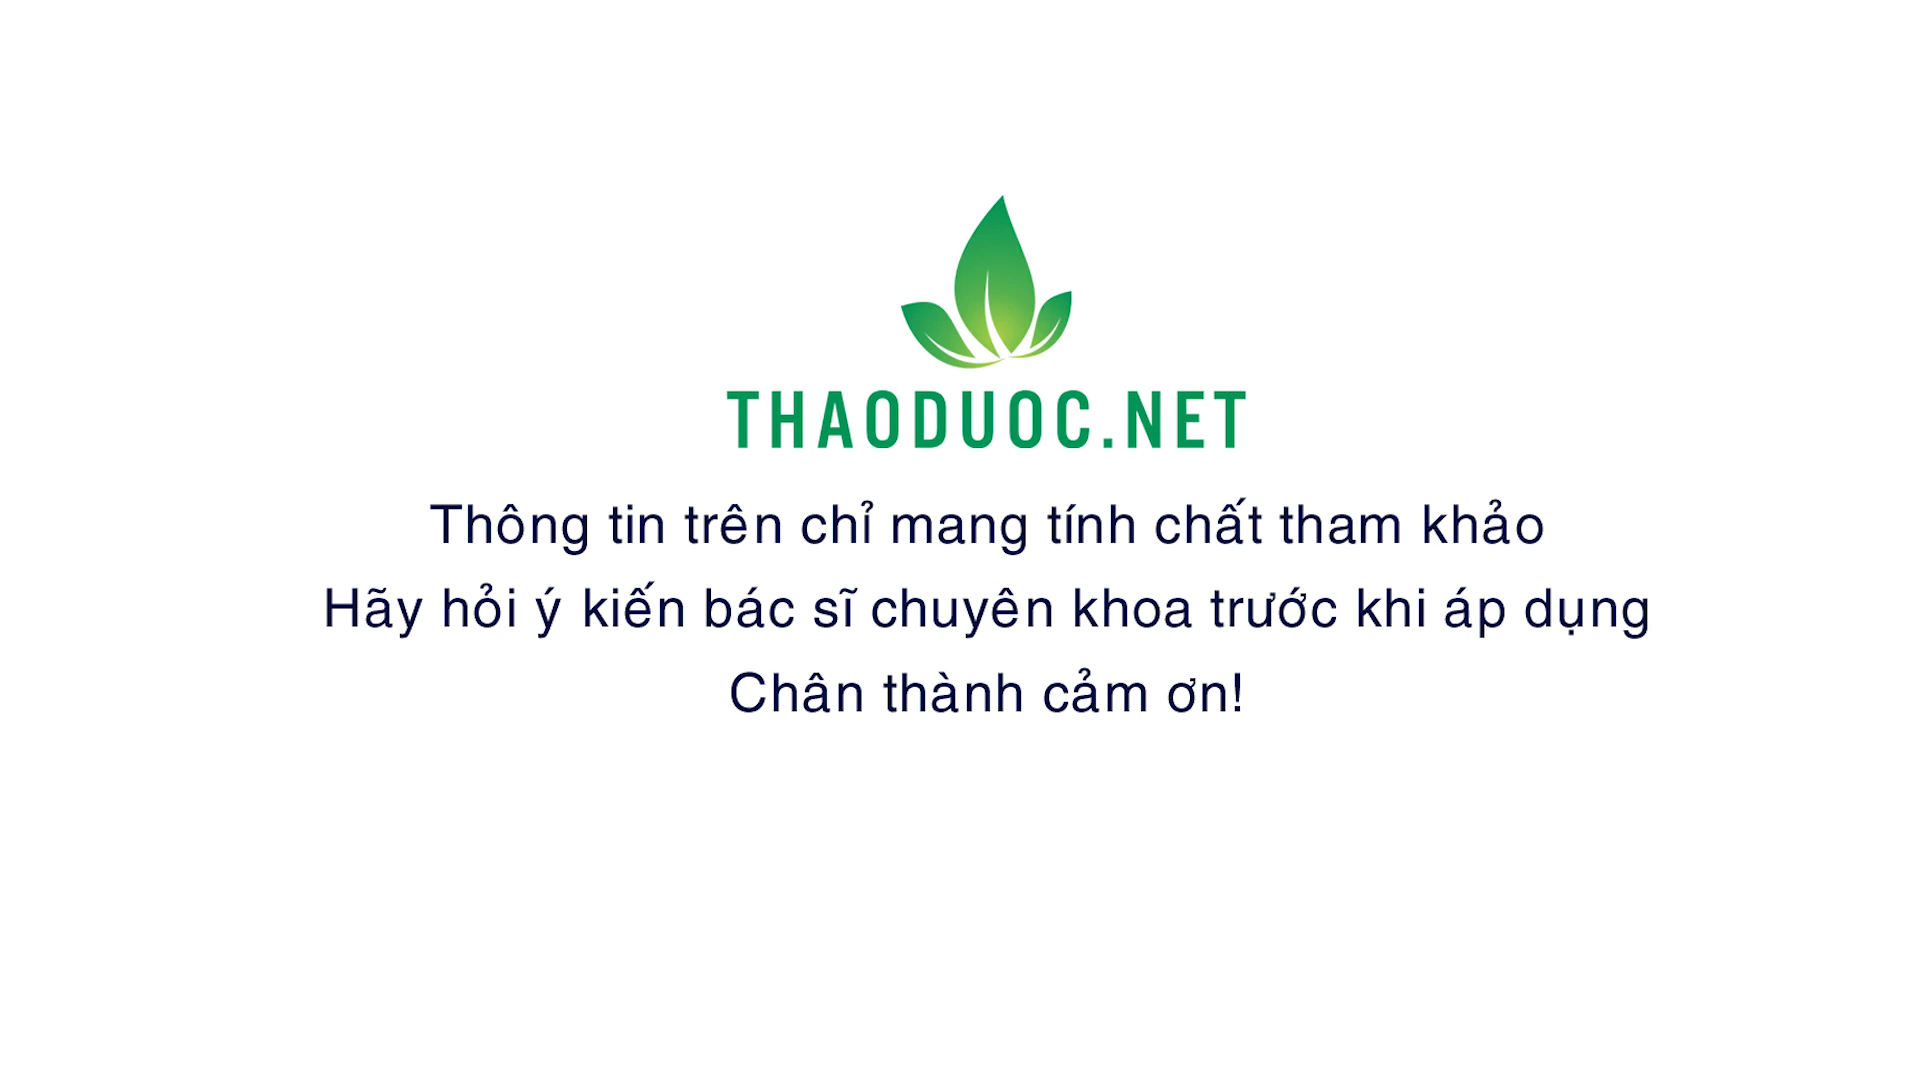 THAODUOC.NET
Thông tin trên chỉ mang tính chất tham khảo
Hãy hỏi ý kiến bác sĩ chuyên khoa trước khi áp dụng
Chân thành cảm ơn!